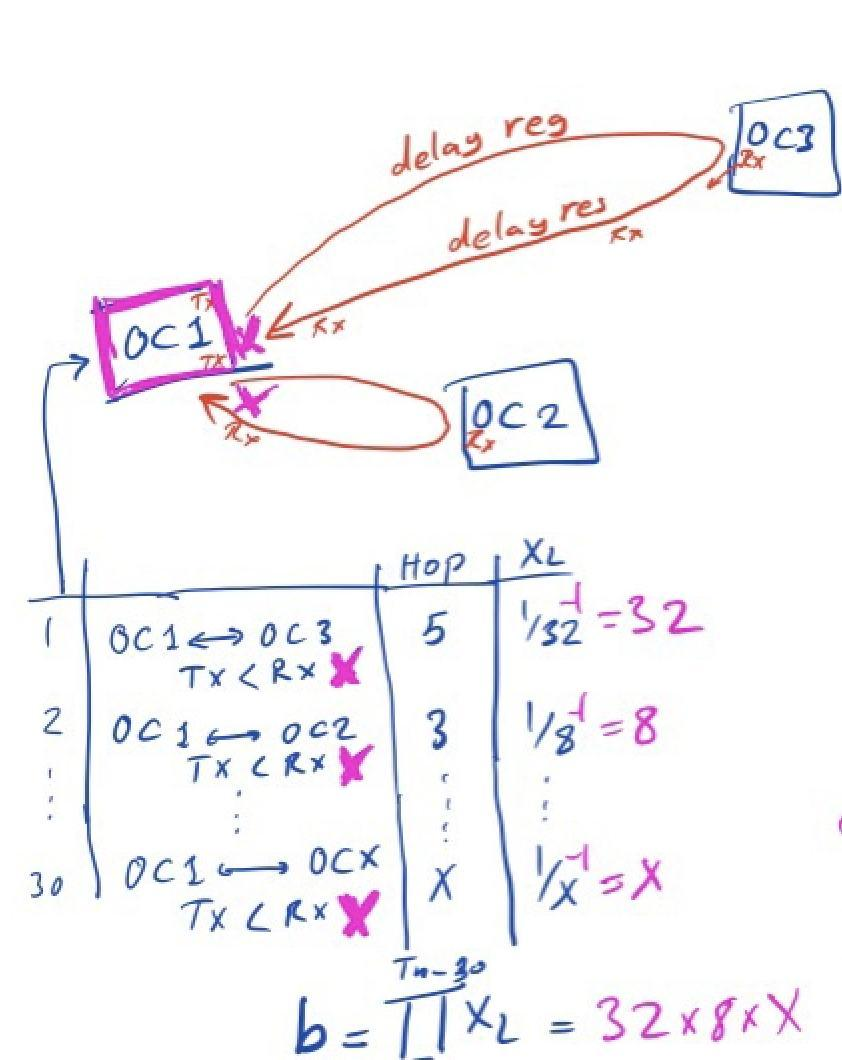 delay req
OC3
Rx
delay res
Rx
Tx
OC1
Rx
TX
OC2
Rx
Rx
Hop XL
1 OC1 ↔ OC3 5 1/32⁻¹ = 32
Tx < Rx X
2 OC1 ↔ OC2 3 1/8⁻¹ = 8
Tx < Rx X
30 OC1 ↔ OCX X 1/X⁻¹ = X
Tx < Rx X
Tn-30
b = ∏ XL = 32 x 8 x X